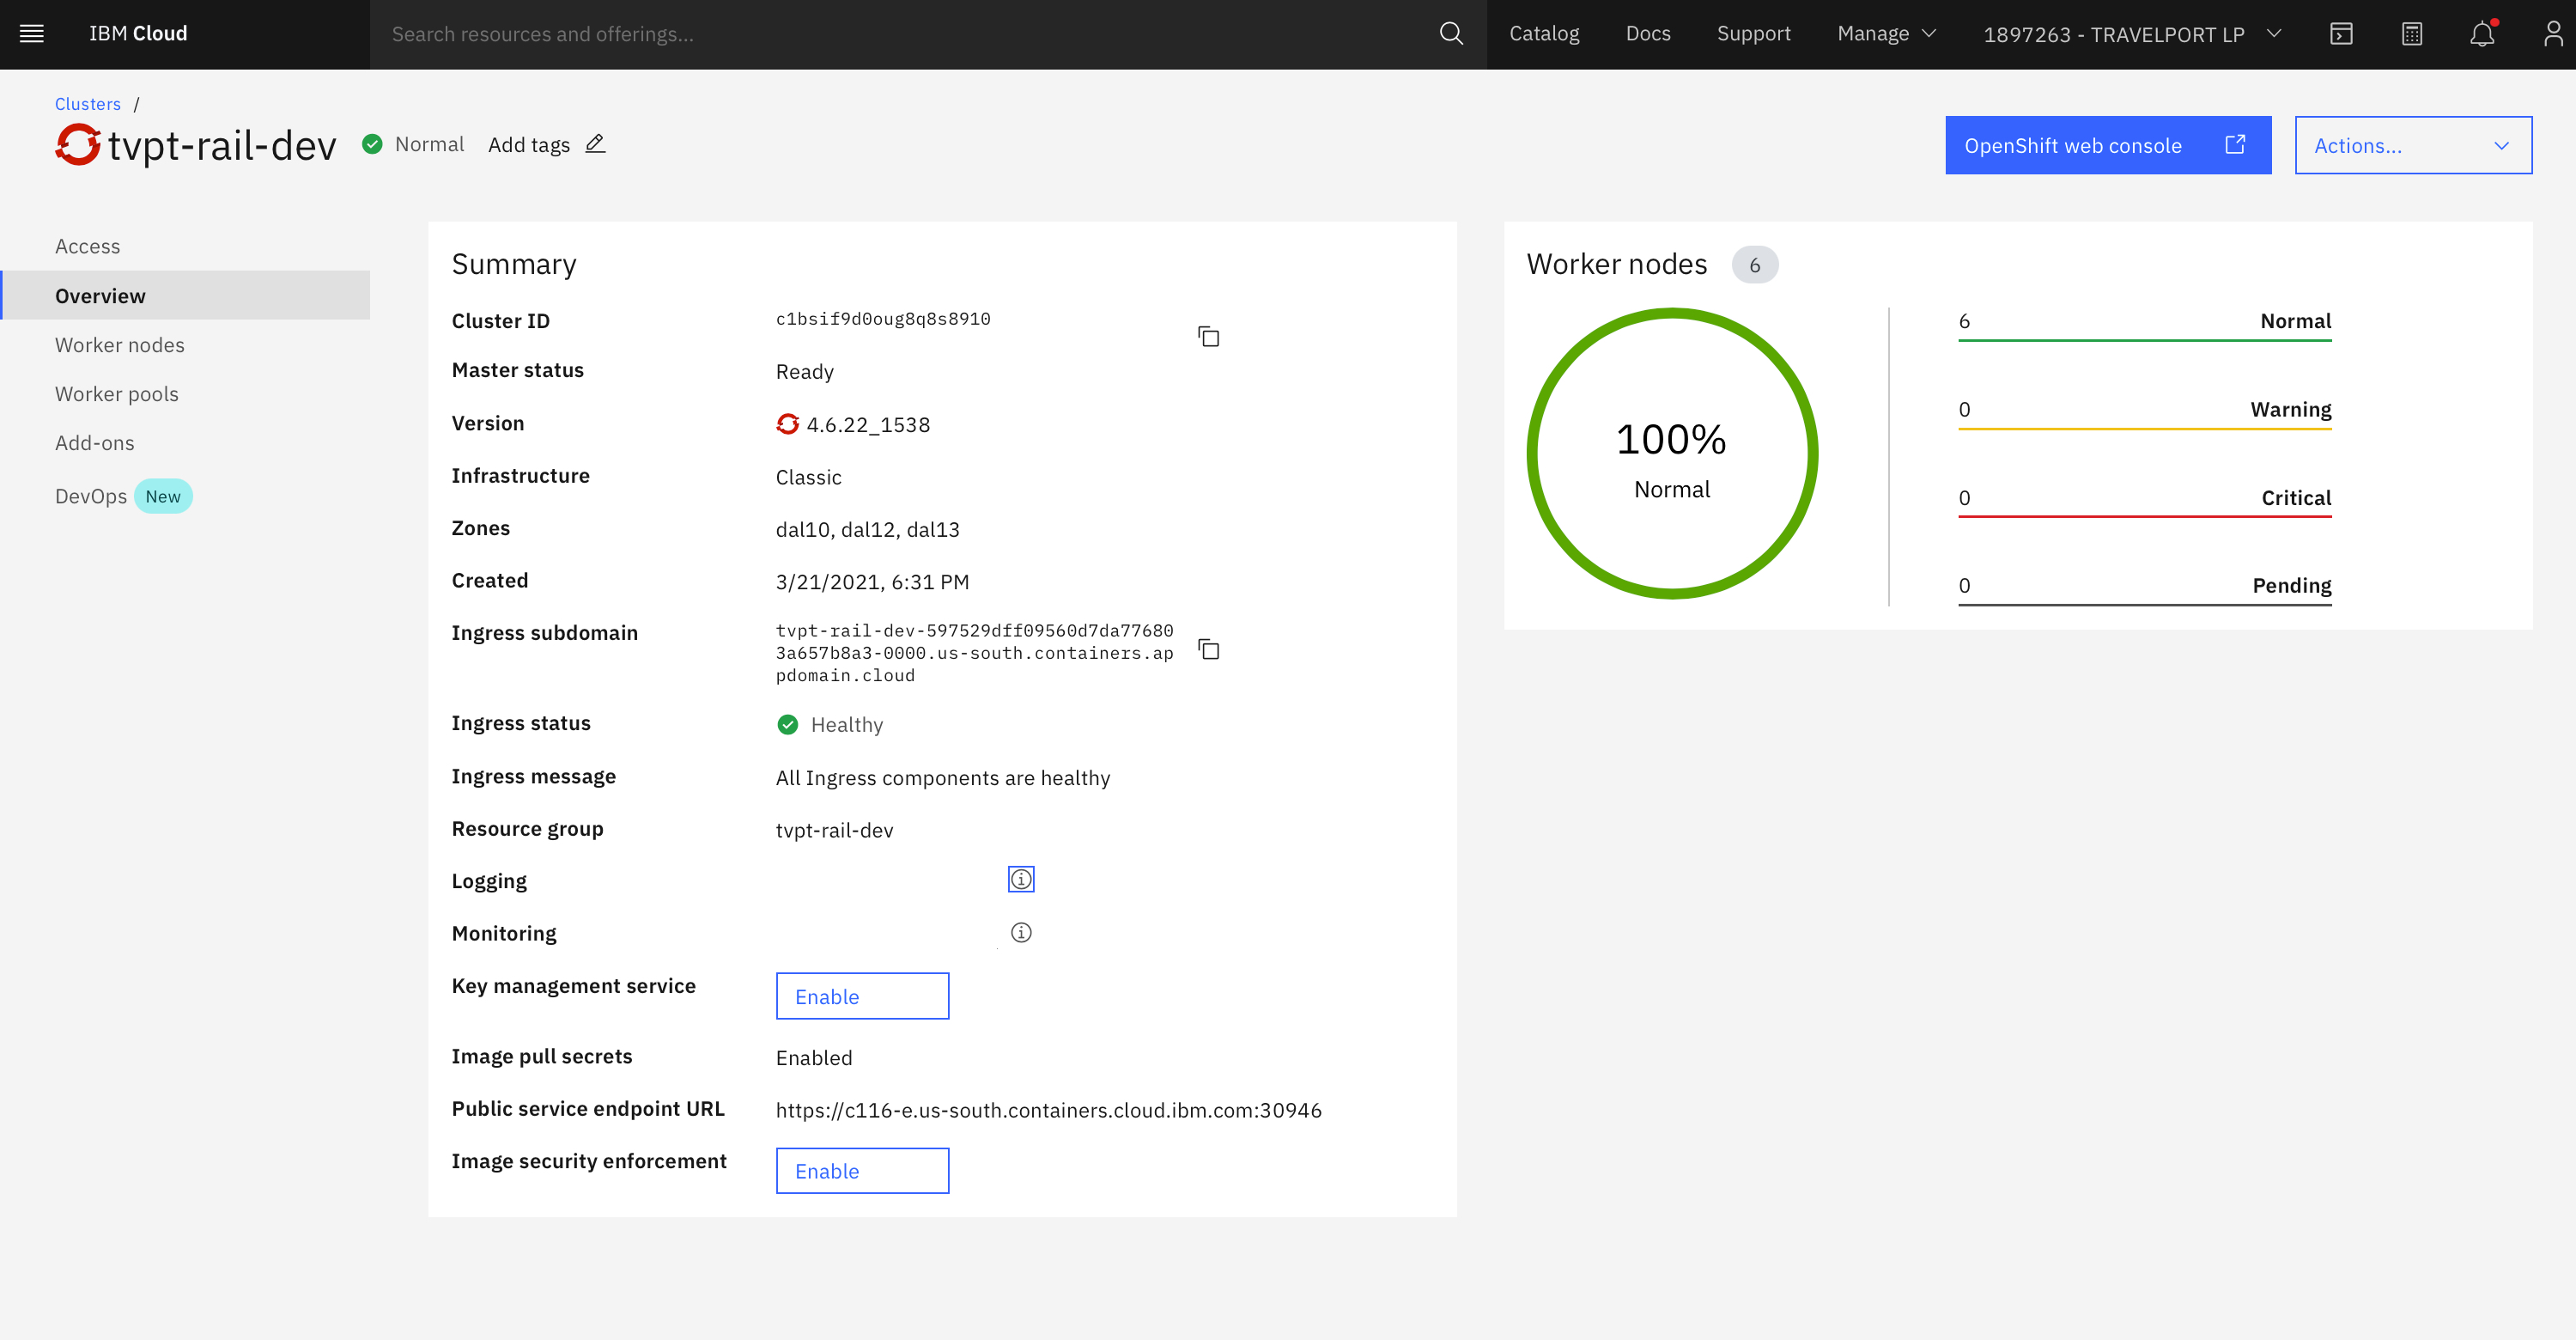 IBM Cloud
Search resources and offerings...
Catalog
Docs
Support
Manage
1897263 - TRAVELPORT LP
Clusters /
tvpt-rail-dev
Normal
Add tags
OpenShift web console
Actions...
Access
Overview
Worker nodes
Worker pools
Add-ons
DevOps New
Summary
Cluster ID c1bsif9d0oug8q8s8910
Master status Ready
Version 4.6.22_1538
Infrastructure Classic
Zones dal10, dal12, dal13
Created 3/21/2021, 6:31 PM
Ingress subdomain tvpt-rail-dev-597529dff09560d7da77680
3a657b8a3-0000.us-south.containers.ap
pdomain.cloud
Ingress status Healthy
Ingress message All Ingress components are healthy
Resource group tvpt-rail-dev
Logging
Monitoring
Key management service Enable
Image pull secrets Enabled
Public service endpoint URL https://c116-e.us-south.containers.cloud.ibm.com:30946
Image security enforcement Enable
Worker nodes 6
100%
Normal
6 Normal
0 Warning
0 Critical
0 Pending